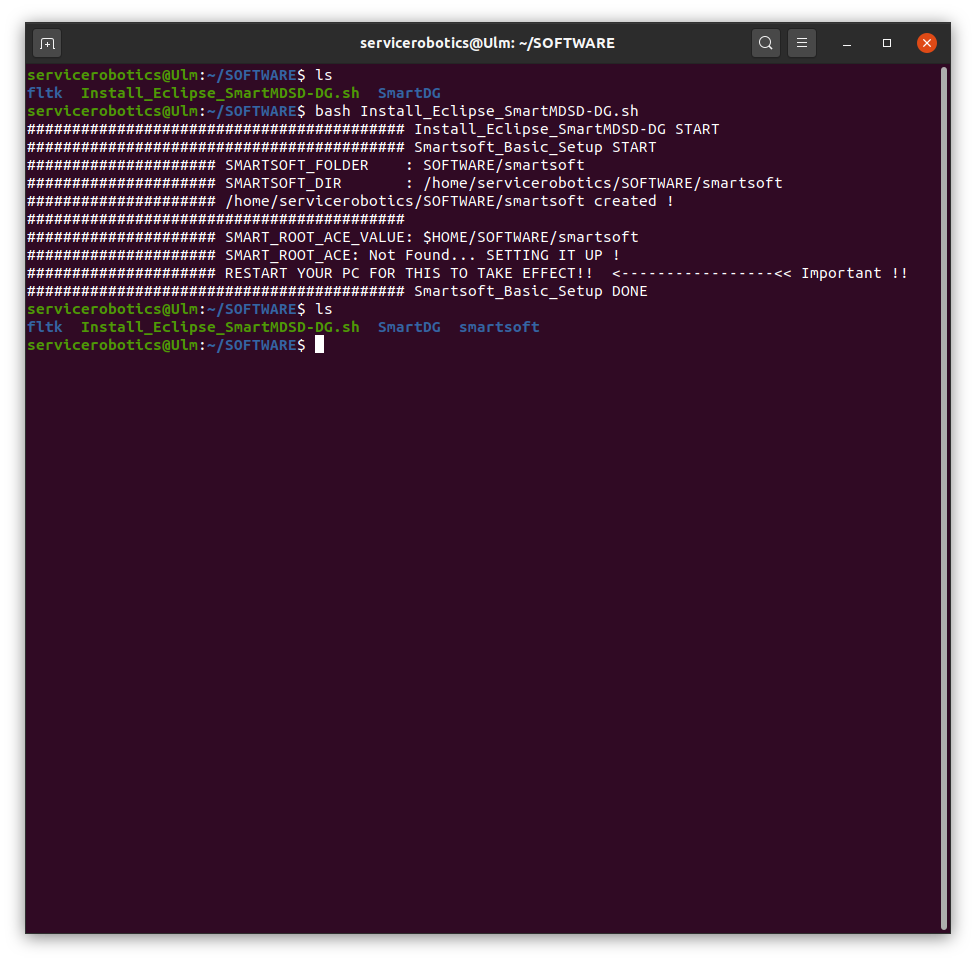 servicerobotics@Ulm: ~/SOFTWARE
servicerobotics@Ulm:~/SOFTWARE$ ls
fltk  Install_Eclipse_SmartMDSD-DG.sh  SmartDG
servicerobotics@Ulm:~/SOFTWARE$ bash Install_Eclipse_SmartMDSD-DG.sh
########################################## Install_Eclipse_SmartMDSD-DG START
########################################## Smartsoft_Basic_Setup START
##################### SMARTSOFT_FOLDER    : SOFTWARE/smartsoft
##################### SMARTSOFT_DIR       : /home/servicerobotics/SOFTWARE/smartsoft
##################### /home/servicerobotics/SOFTWARE/smartsoft created !
##########################################
##################### SMART_ROOT_ACE_VALUE: $HOME/SOFTWARE/smartsoft
##################### SMART_ROOT_ACE: Not Found... SETTING IT UP !
##################### RESTART YOUR PC FOR THIS TO TAKE EFFECT!!  <-----------------<< Important !!
########################################## Smartsoft_Basic_Setup DONE
servicerobotics@Ulm:~/SOFTWARE$ ls
fltk  Install_Eclipse_SmartMDSD-DG.sh  SmartDG  smartsoft
servicerobotics@Ulm:~/SOFTWARE$